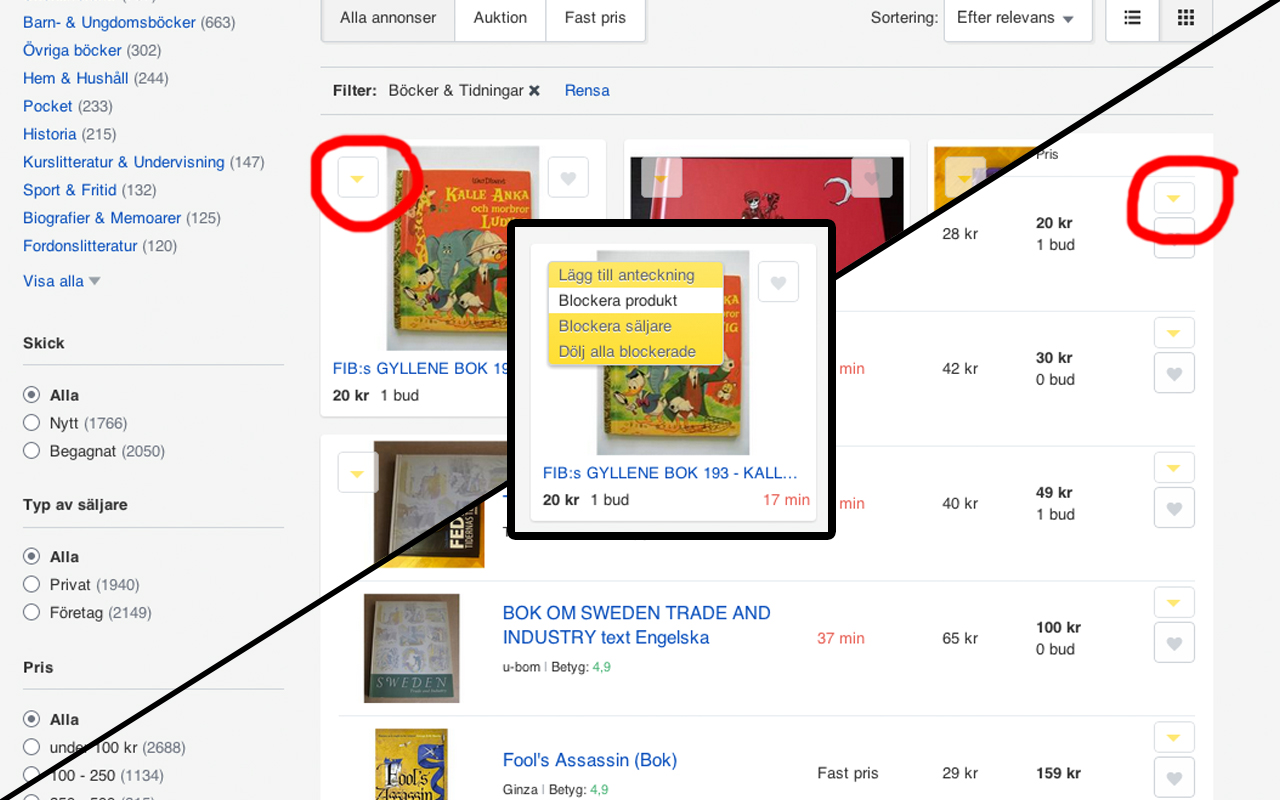 Barn- & Ungdomsböcker (663)
Övriga böcker (302)
Hem & Hushåll (244)
Pocket (233)
Historia (215)
Kurslitteratur & Undervisning (147)
Sport & Fritid (132)
Biografier & Memoarer (125)
Fordonslitteratur (120)
Visa alla
Skick
Alla
Nytt (1766)
Begagnat (2050)
Typ av säljare
Alla
Privat (1940)
Företag (2149)
Pris
Alla
under 100 kr (2688)
100 - 250 (1134)
Alla annonser
Auktion
Fast pris
Sortering:
Efter relevans
Filter: Böcker & Tidningar
Rensa
Walt Disney's
KALLE ANKA
och morbror
FIB:s GYLLENE BOK
20 kr 1 bud
FED
TIDERNAS
Lägg till anteckning
Blockera produkt
Blockera säljare
Dölj alla blockerade
FIB:s GYLLENE BOK 193 - KALL...
20 kr 1 bud 17 min
Pris
28 kr
20 kr
1 bud
min
42 kr
30 kr
0 bud
min
40 kr
49 kr
1 bud
SWEDEN
BOK OM SWEDEN TRADE AND
INDUSTRY text Engelska
u-bom | Betyg: 4,9
37 min
65 kr
100 kr
0 bud
Fool's
Assassin
Fool's Assassin (Bok)
Ginza | Betyg: 4,9
Fast pris
29 kr
159 kr